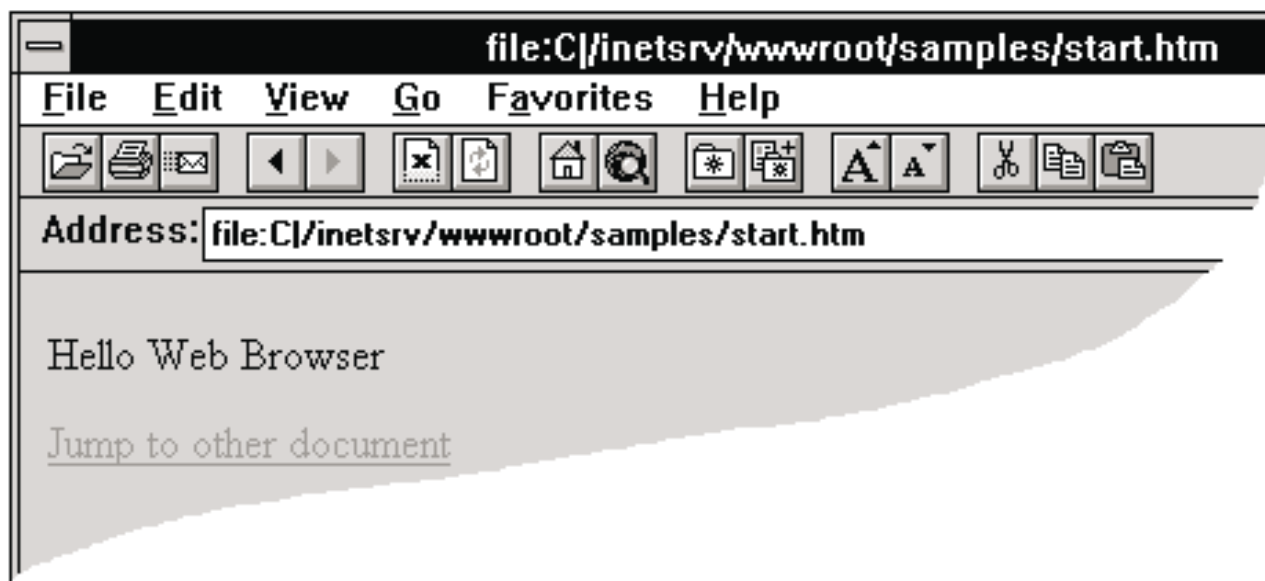 file:C|/inetsrv/wwwroot/samples/start.htm
File Edit View Go Favorites Help
A A
Address: file:C|/inetsrv/wwwroot/samples/start.htm
Hello Web Browser
Jump to other document